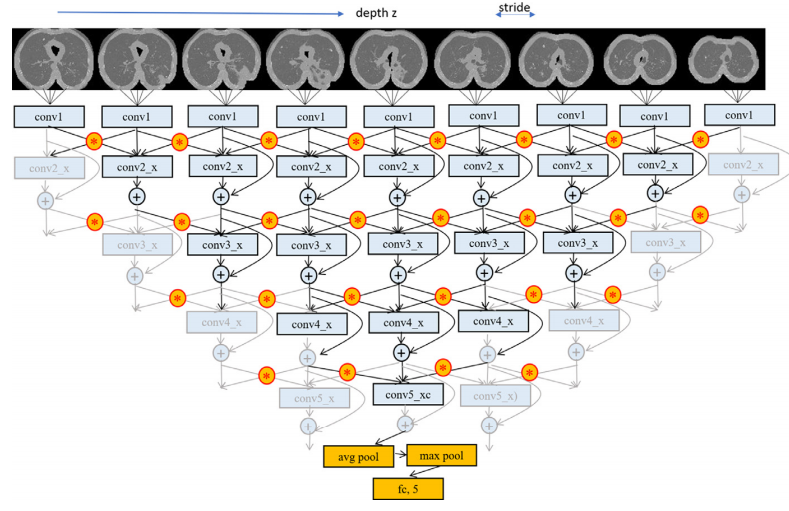 depth z
stride
conv1 conv1 conv1 conv1 conv1 conv1 conv1 conv1 conv1
* * * * * * * *
conv2_x conv2_x conv2_x conv2_x conv2_x conv2_x conv2_x conv2_x conv2_x
+ + + + + + + + +
* * * * * * * *
conv3_x conv3_x conv3_x conv3_x conv3_x conv3_x conv3_x
+ + + + + + +
* * * * * *
conv4_x conv4_x conv4_x conv4_x conv4_x
+ + + + +
* * * *
conv5_x conv5_xc conv5_x)
+ + +
avg pool max pool
fc, 5